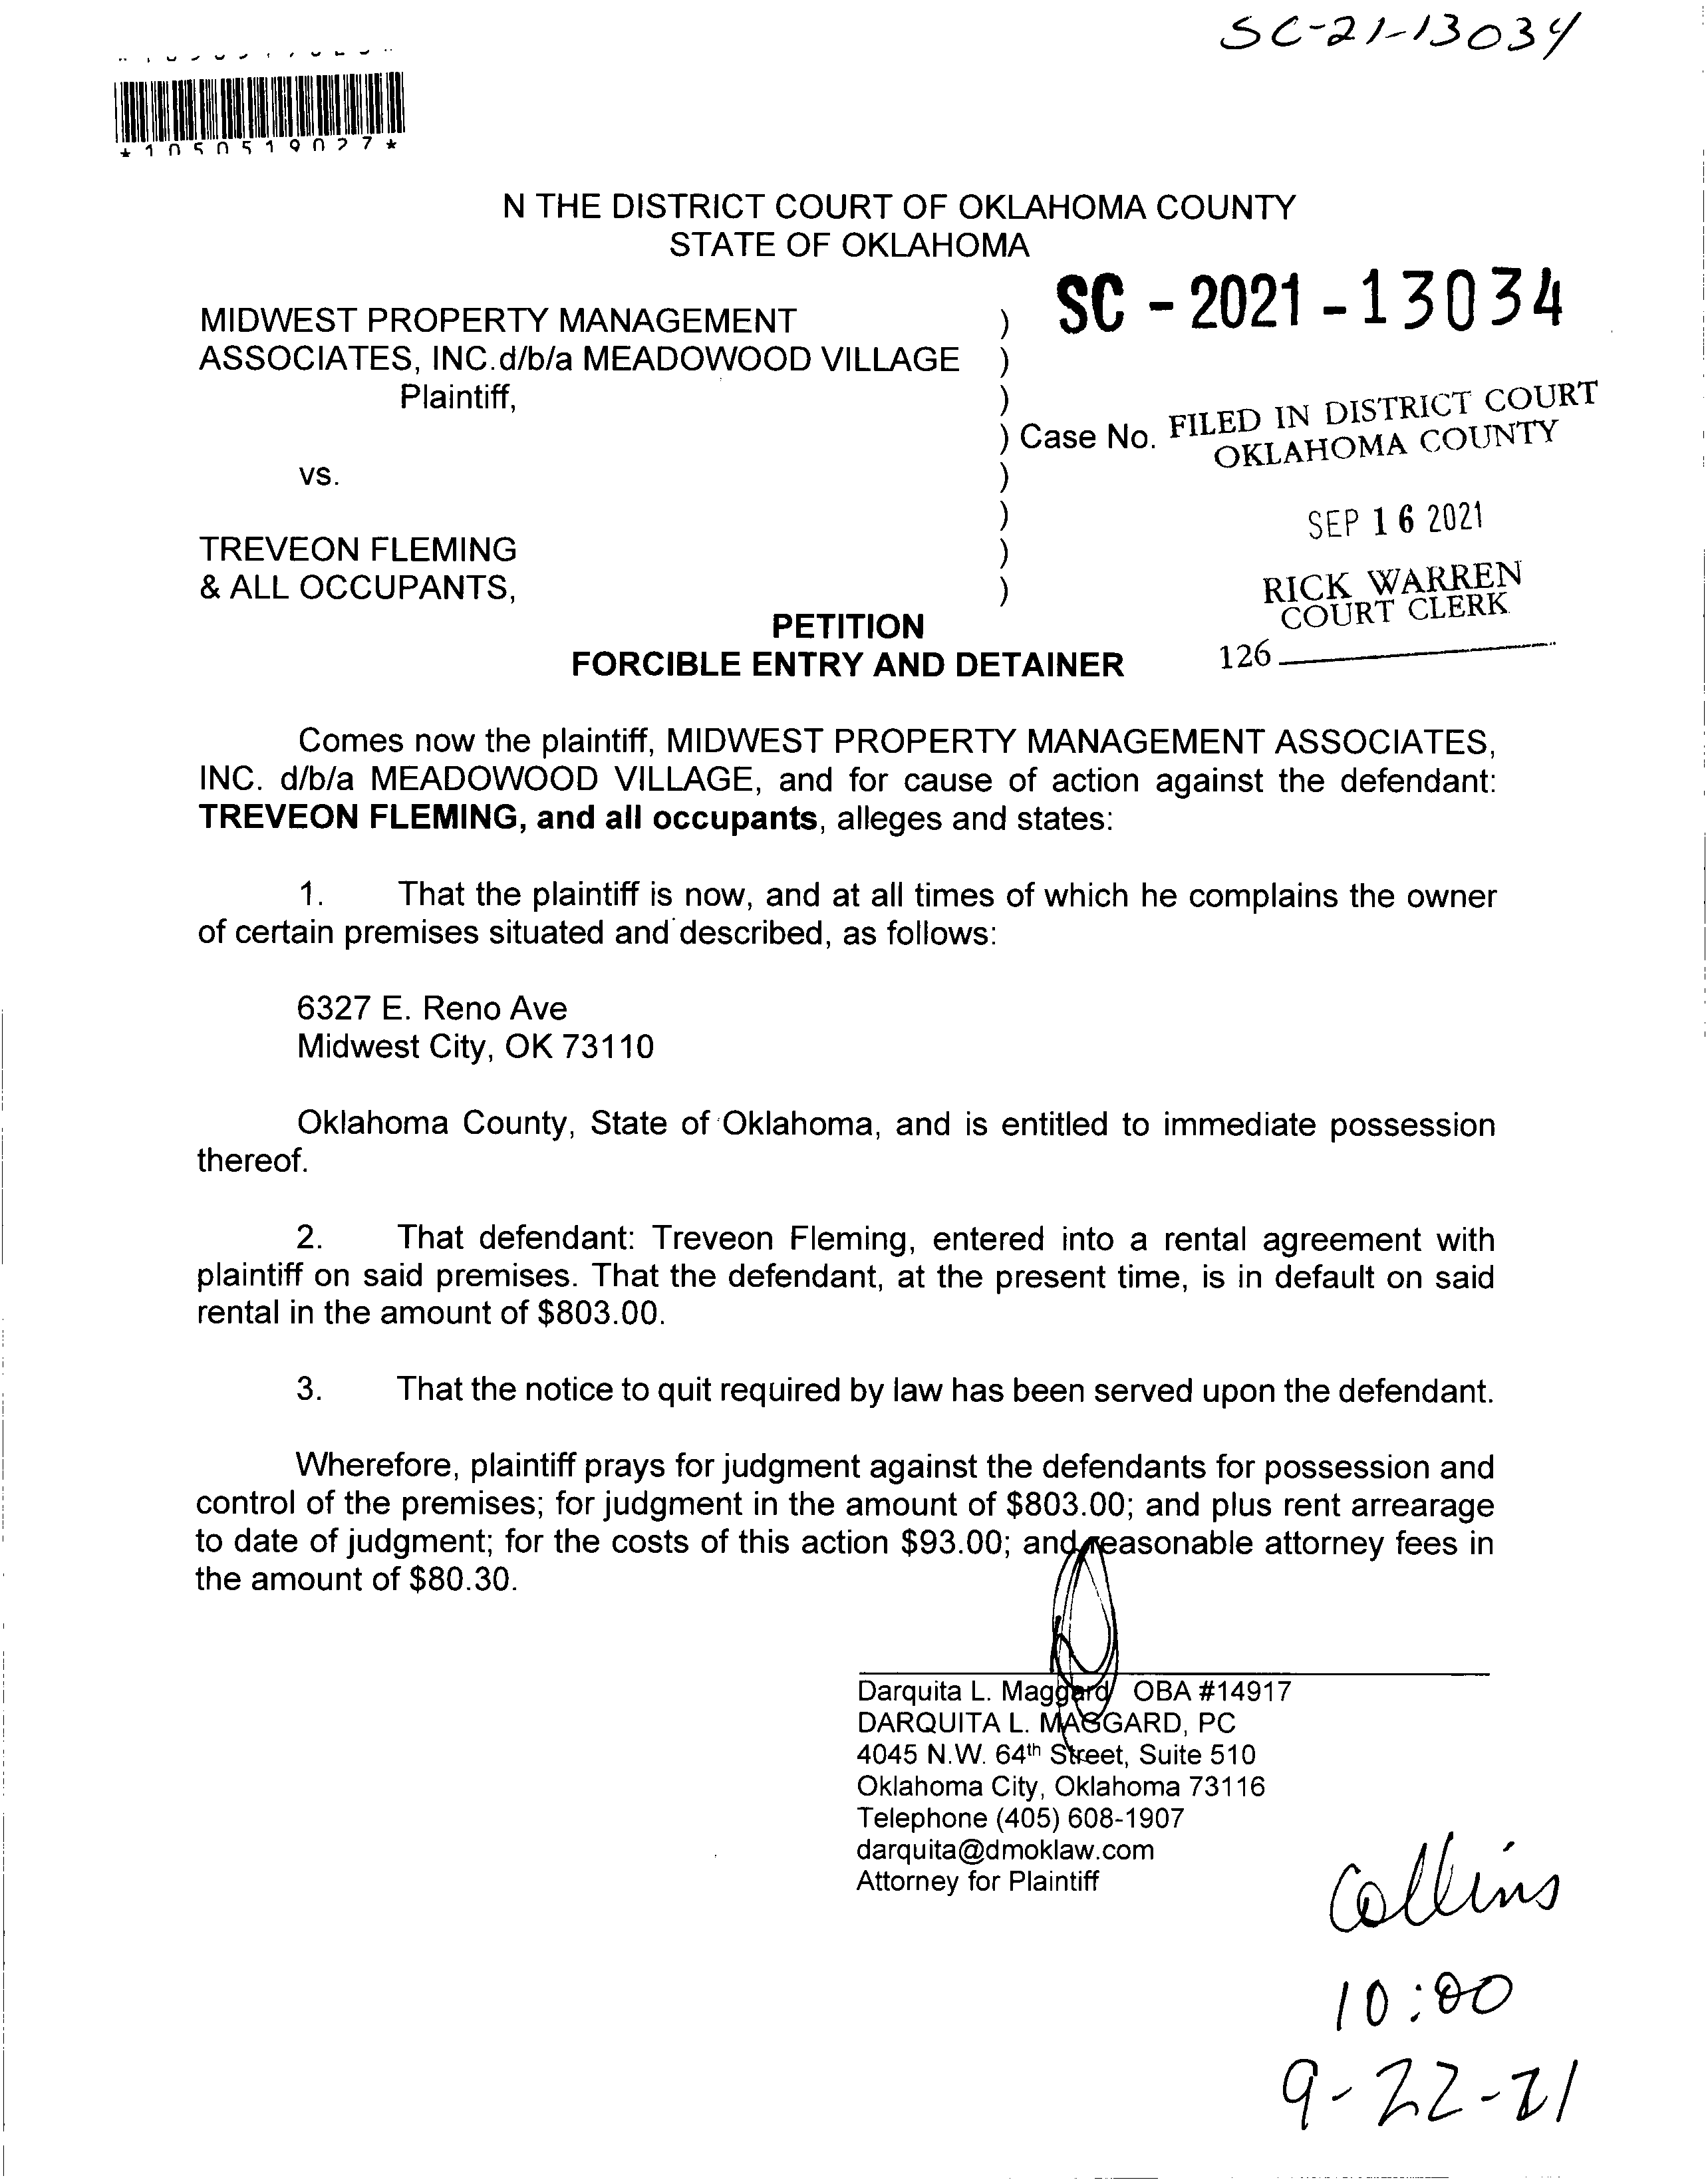 SC-21-13034
*1050519027*
N THE DISTRICT COURT OF OKLAHOMA COUNTY
STATE OF OKLAHOMA
SC - 2021 - 13034
MIDWEST PROPERTY MANAGEMENT )
ASSOCIATES, INC.d/b/a MEADOWOOD VILLAGE )
Plaintiff, )
) Case No. FILED IN DISTRICT COURT
OKLAHOMA COUNTY
vs. )
)
SEP 16 2021
TREVEON FLEMING )
& ALL OCCUPANTS, )
RICK WARREN
COURT CLERK
126
PETITION
FORCIBLE ENTRY AND DETAINER
Comes now the plaintiff, MIDWEST PROPERTY MANAGEMENT ASSOCIATES,
INC. d/b/a MEADOWOOD VILLAGE, and for cause of action against the defendant:
TREVEON FLEMING, and all occupants, alleges and states:
1. That the plaintiff is now, and at all times of which he complains the owner
of certain premises situated and described, as follows:
6327 E. Reno Ave
Midwest City, OK 73110
Oklahoma County, State of Oklahoma, and is entitled to immediate possession
thereof.
2. That defendant: Treveon Fleming, entered into a rental agreement with
plaintiff on said premises. That the defendant, at the present time, is in default on said
rental in the amount of $803.00.
3. That the notice to quit required by law has been served upon the defendant.
Wherefore, plaintiff prays for judgment against the defendants for possession and
control of the premises; for judgment in the amount of $803.00; and plus rent arrearage
to date of judgment; for the costs of this action $93.00; and reasonable attorney fees in
the amount of $80.30.
Darquita L. Maggard OBA #14917
DARQUITA L. MAGGARD, PC
4045 N.W. 64th Street, Suite 510
Oklahoma City, Oklahoma 73116
Telephone (405) 608-1907
darquita@dmoklaw.com
Attorney for Plaintiff
Collins
10:00
9-22-21